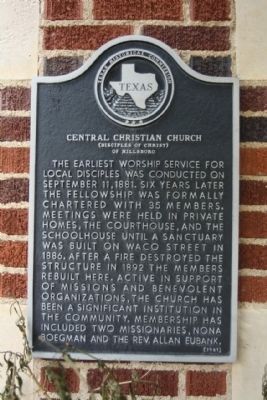 TEXAS HISTORICAL COMMISSION
TEXAS
CENTRAL CHRISTIAN CHURCH
(DISCIPLES OF CHRIST)
OF HILLSBORO
THE EARLIEST WORSHIP SERVICE FOR
LOCAL DISCIPLES WAS CONDUCTED ON
SEPTEMBER 11, 1881. SIX YEARS LATER
THE FELLOWSHIP WAS FORMALLY
CHARTERED WITH 35 MEMBERS.
MEETINGS WERE HELD IN PRIVATE
HOMES, THE COURTHOUSE, AND THE
SCHOOLHOUSE UNTIL A SANCTUARY
WAS BUILT ON WACO STREET IN
1886. AFTER A FIRE DESTROYED THE
STRUCTURE IN 1892 THE MEMBERS
REBUILT HERE. ACTIVE IN SUPPORT
OF MISSIONS AND BENEVOLENT
ORGANIZATIONS, THE CHURCH HAS
BEEN A SIGNIFICANT INSTITUTION IN
THE COMMUNITY. MEMBERSHIP HAS
INCLUDED TWO MISSIONARIES, NONA
BOEGMAN AND THE REV. ALLAN EUBANK.